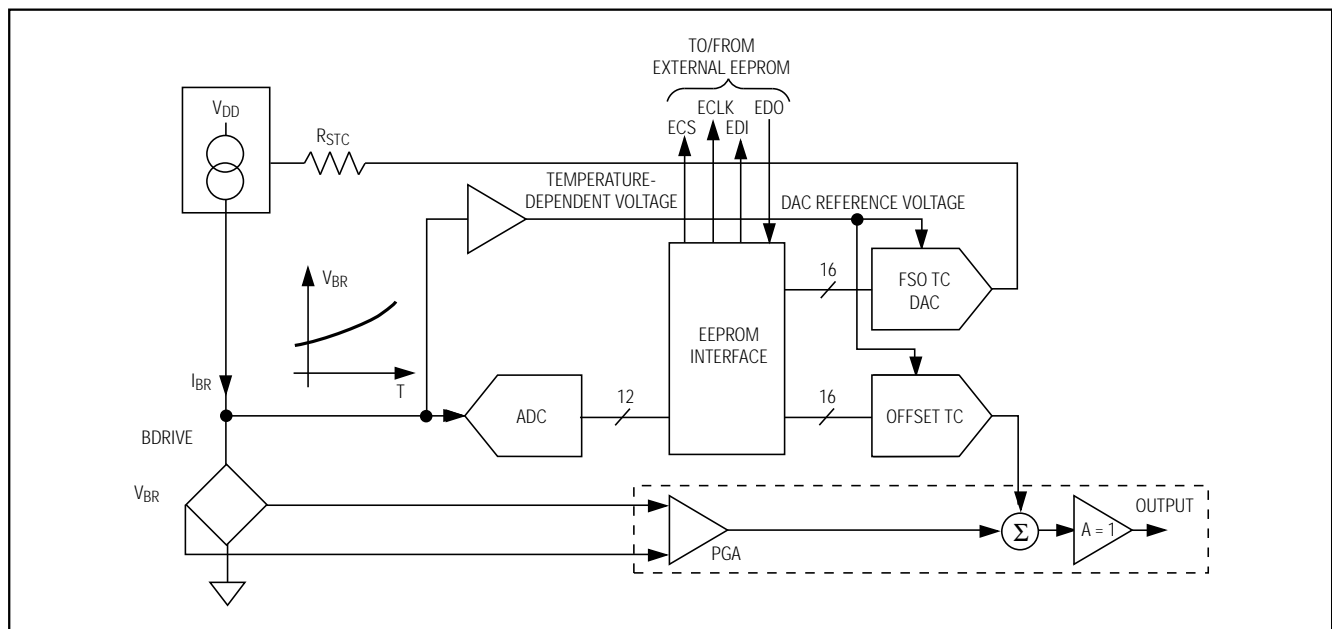 TO/FROM
EXTERNAL EEPROM
ECLK EDO
ECS EDI
VDD
RSTC
TEMPERATURE-
DEPENDENT VOLTAGE
DAC REFERENCE VOLTAGE
VBR
T
16
FSO TC
DAC
EEPROM
INTERFACE
IBR
BDRIVE
ADC
12
16
OFFSET TC
VBR
PGA
Σ
A = 1
OUTPUT